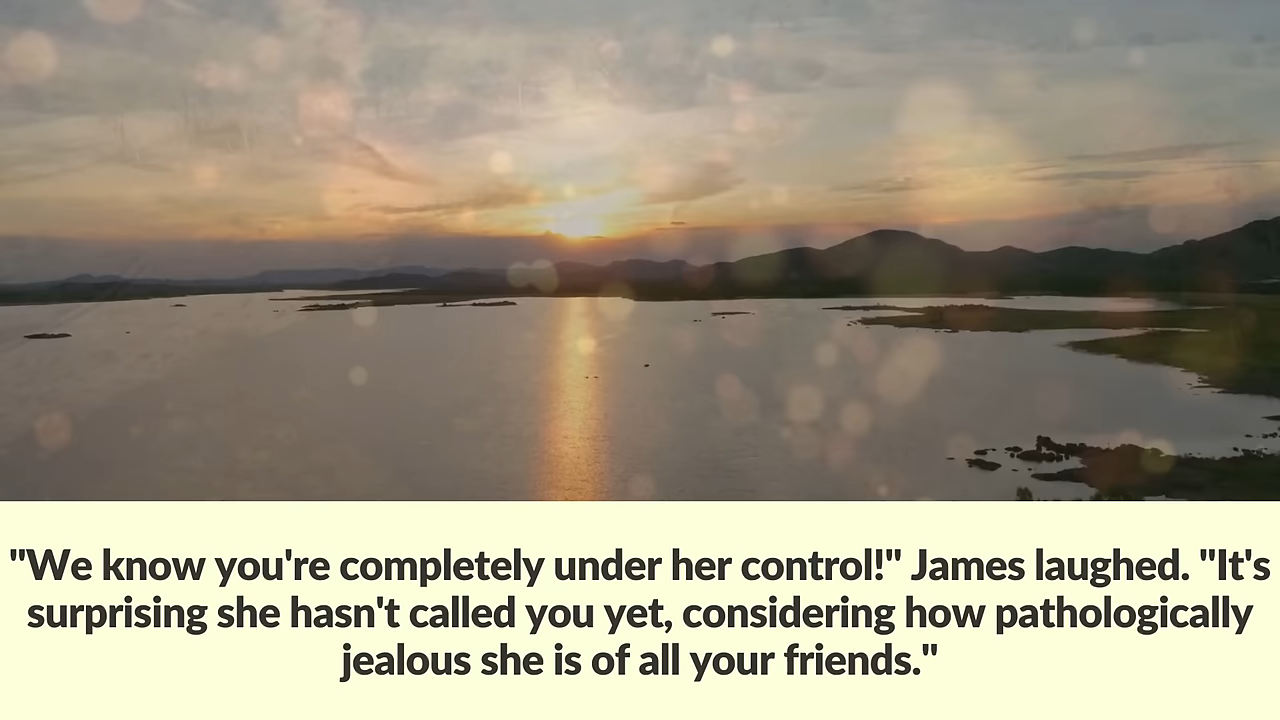 "We know you're completely under her control!" James laughed. "It's
surprising she hasn't called you yet, considering how pathologically
jealous she is of all your friends."